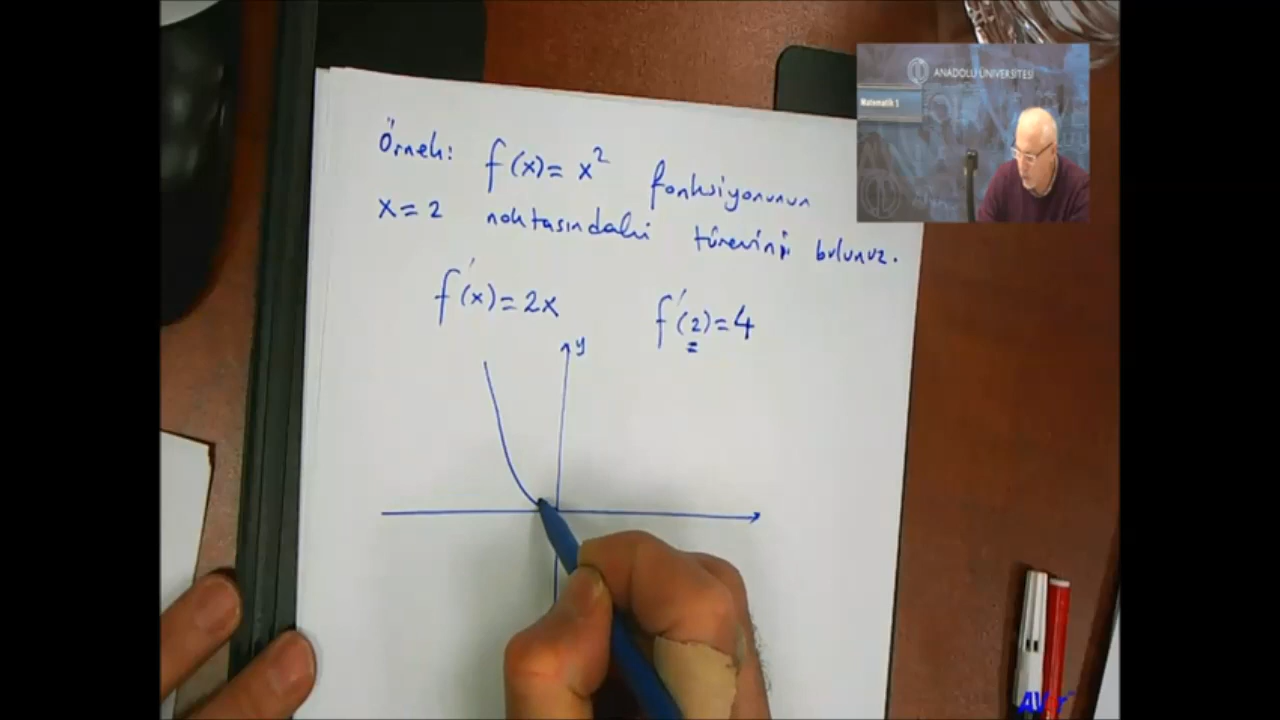 Örnek: f(x) = x² fonksiyonunun
x = 2 noktasındaki türevini bulunuz.
f'(x) = 2x
f'(2) = 4
y
ANADOLU ÜNİVERSİTESİ
Matematik 1